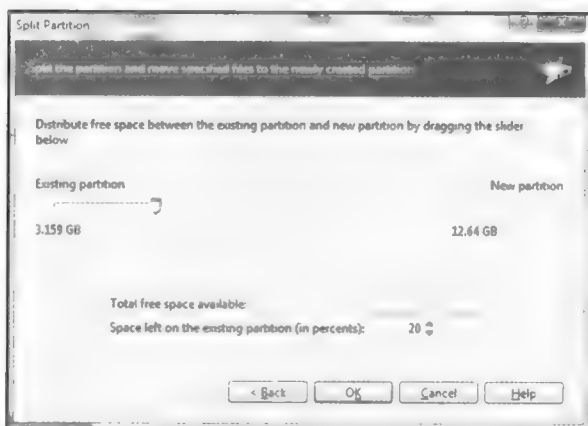 Split Partition
Split the partition and move specified files to the newly created partition
Distribute free space between the existing partition and new partition by dragging the slider
below
Existing partition
New partition
3.159 GB
12.64 GB
Total free space available:
Space left on the existing partition (in percents):
20
< Back
OK
Cancel
Help